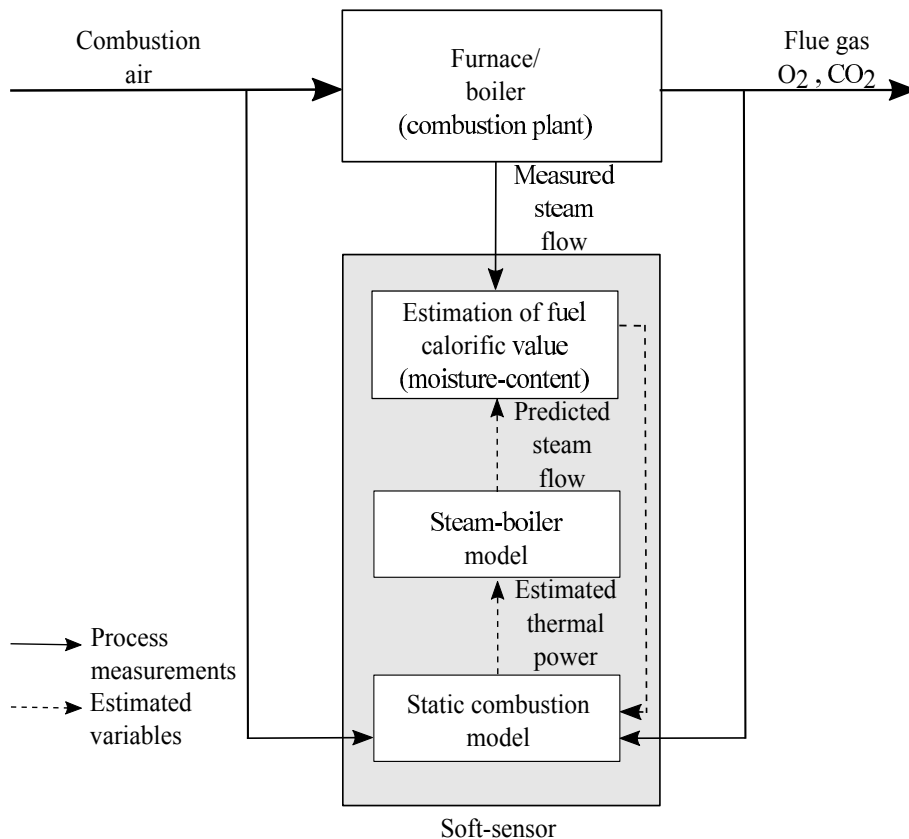 Combustion
air
Furnace/
boiler
(combustion plant)
Flue gas
O2 , CO2
Measured
steam
flow
Estimation of fuel
calorific value
(moisture-content)
Predicted
steam
flow
Steam-boiler
model
Estimated
thermal
power
Static combustion
model
Process
measurements
Estimated
variables
Soft-sensor